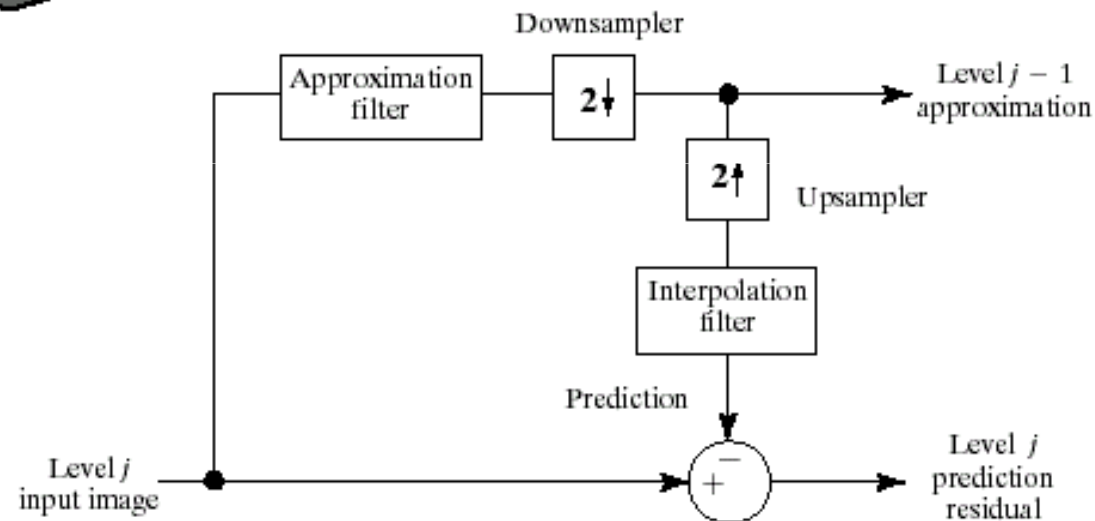 Downsampler
Approximation
filter
2↓
Level j − 1
approximation
2↑
Upsampler
Interpolation
filter
Prediction
Level j
input image
+
−
Level j
prediction
residual